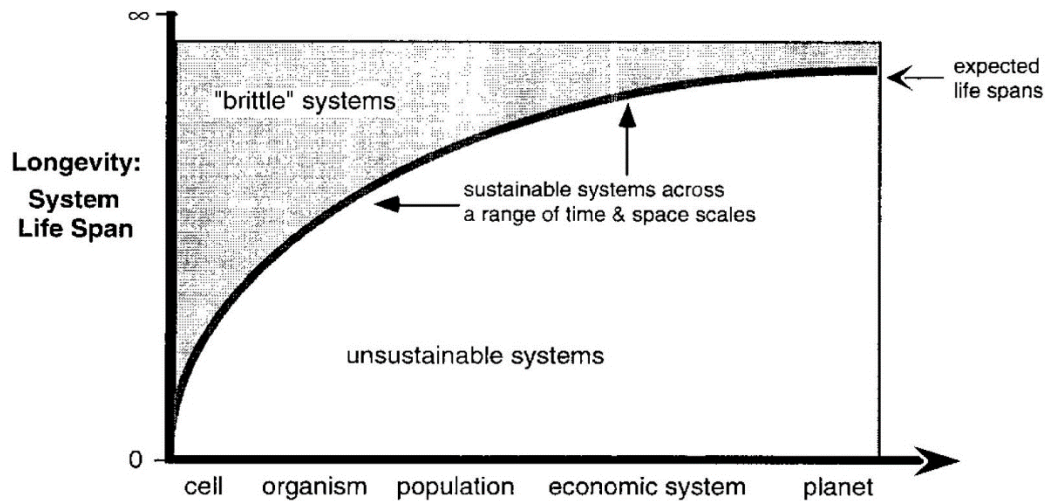 ∞
"brittle" systems
expected
life spans
Longevity:
System
Life Span
sustainable systems across
a range of time & space scales
unsustainable systems
0
cell organism population economic system planet